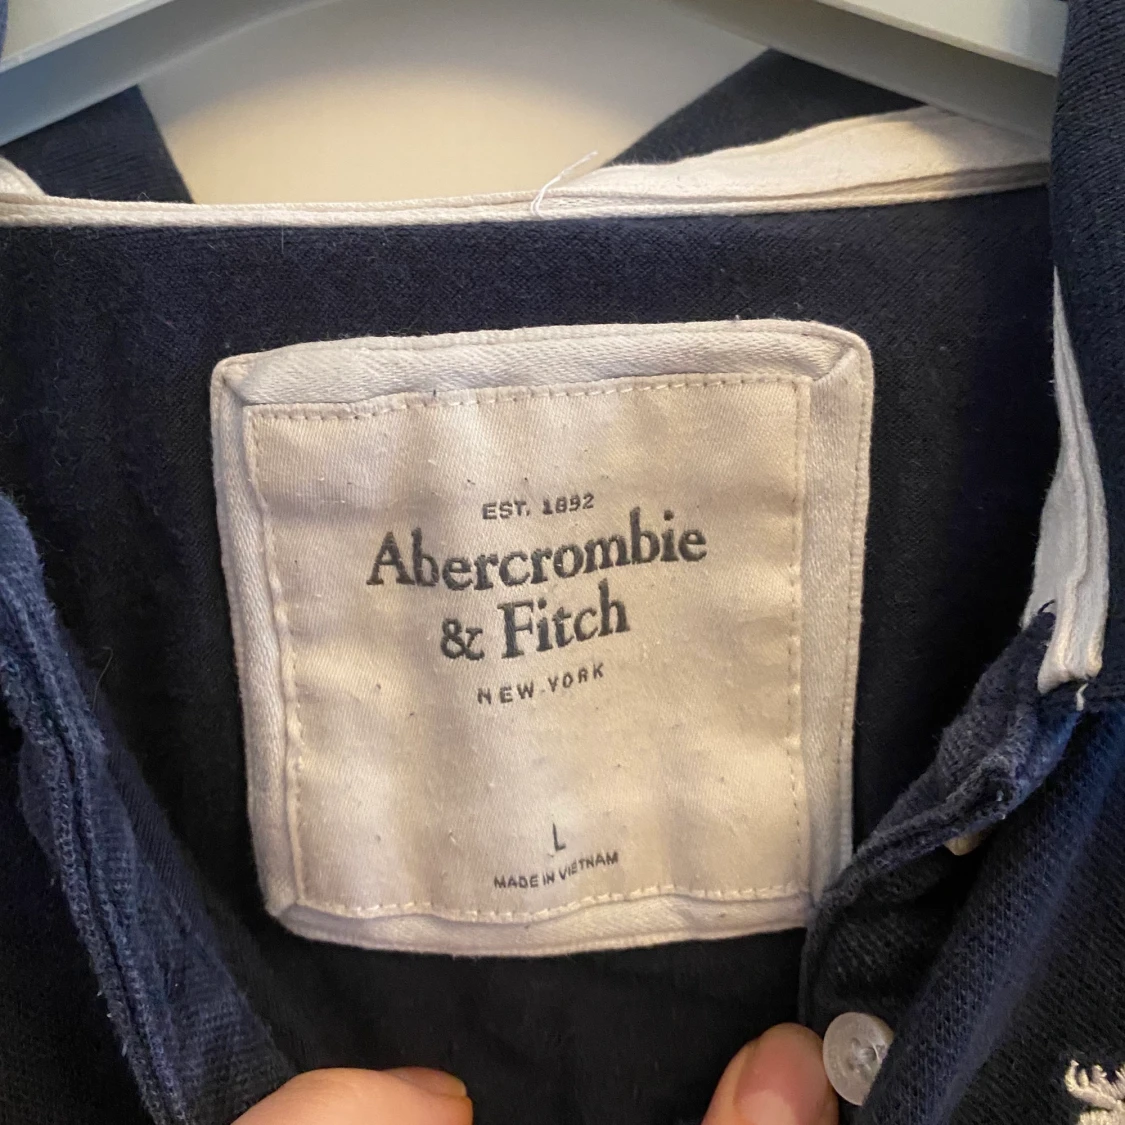 EST. 1892
Abercrombie
& Fitch
NEW YORK
L
MADE IN VIETNAM